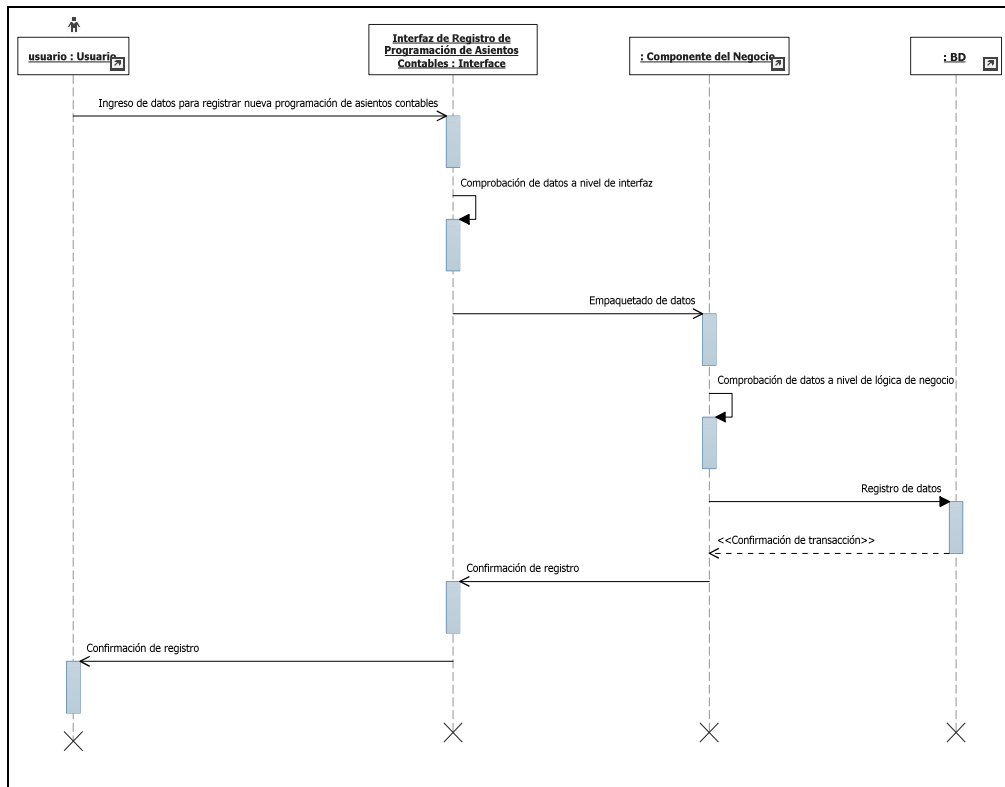 usuario : Usuario
Interfaz de Registro de
Programación de Asientos
Contables : Interface
: Componente del Negocio
: BD
Ingreso de datos para registrar nueva programación de asientos contables
Comprobación de datos a nivel de interfaz
Empaquetado de datos
Comprobación de datos a nivel de lógica de negocio
Registro de datos
<<Confirmación de transacción>>
Confirmación de registro
Confirmación de registro